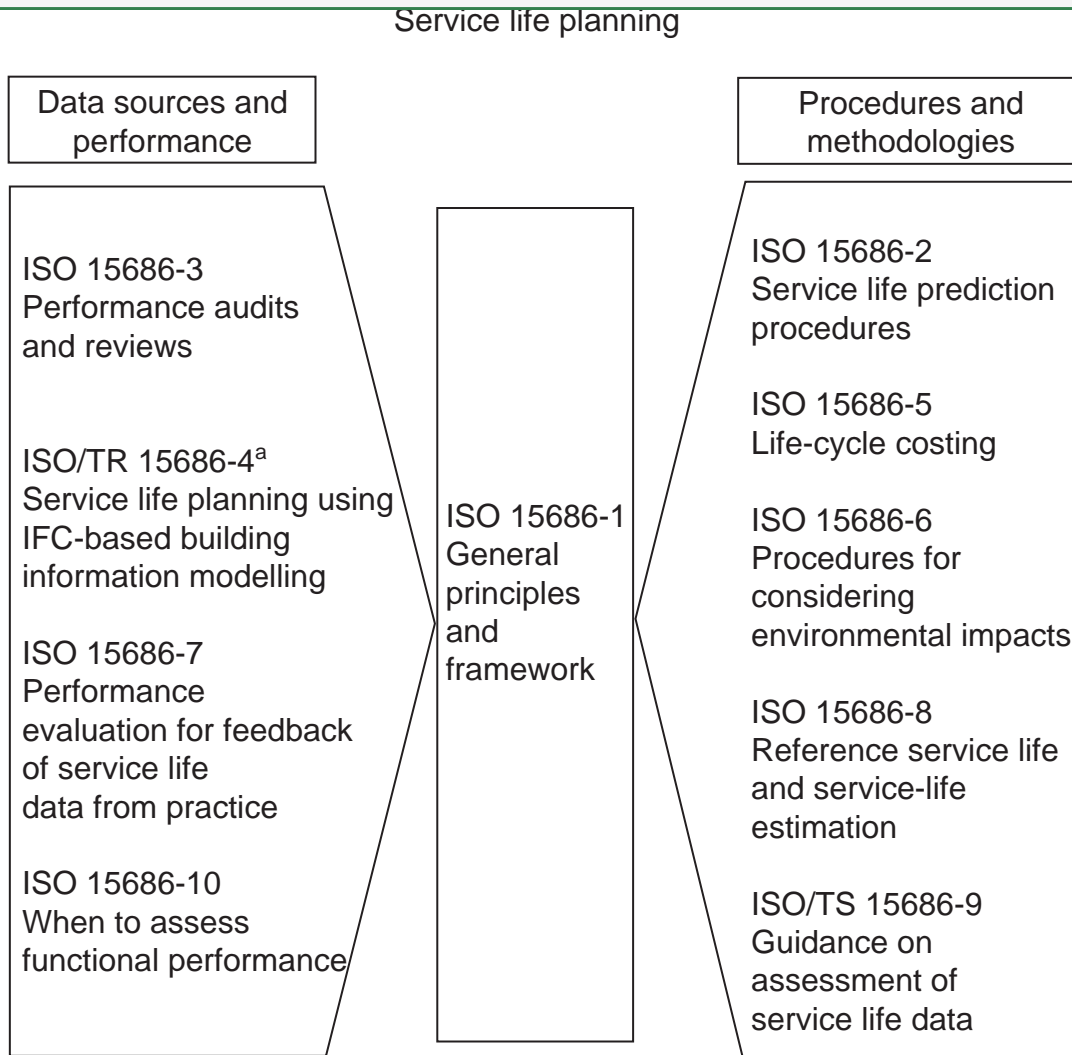 Service life planning
Data sources and
performance
Procedures and
methodologies
ISO 15686-3
Performance audits
and reviews
ISO/TR 15686-4ᵃ
Service life planning using
IFC-based building
information modelling
ISO 15686-7
Performance
evaluation for feedback
of service life
data from practice
ISO 15686-10
When to assess
functional performance
ISO 15686-1
General
principles
and
framework
ISO 15686-2
Service life prediction
procedures
ISO 15686-5
Life-cycle costing
ISO 15686-6
Procedures for
considering
environmental impacts
ISO 15686-8
Reference service life
and service-life
estimation
ISO/TS 15686-9
Guidance on
assessment of
service life data